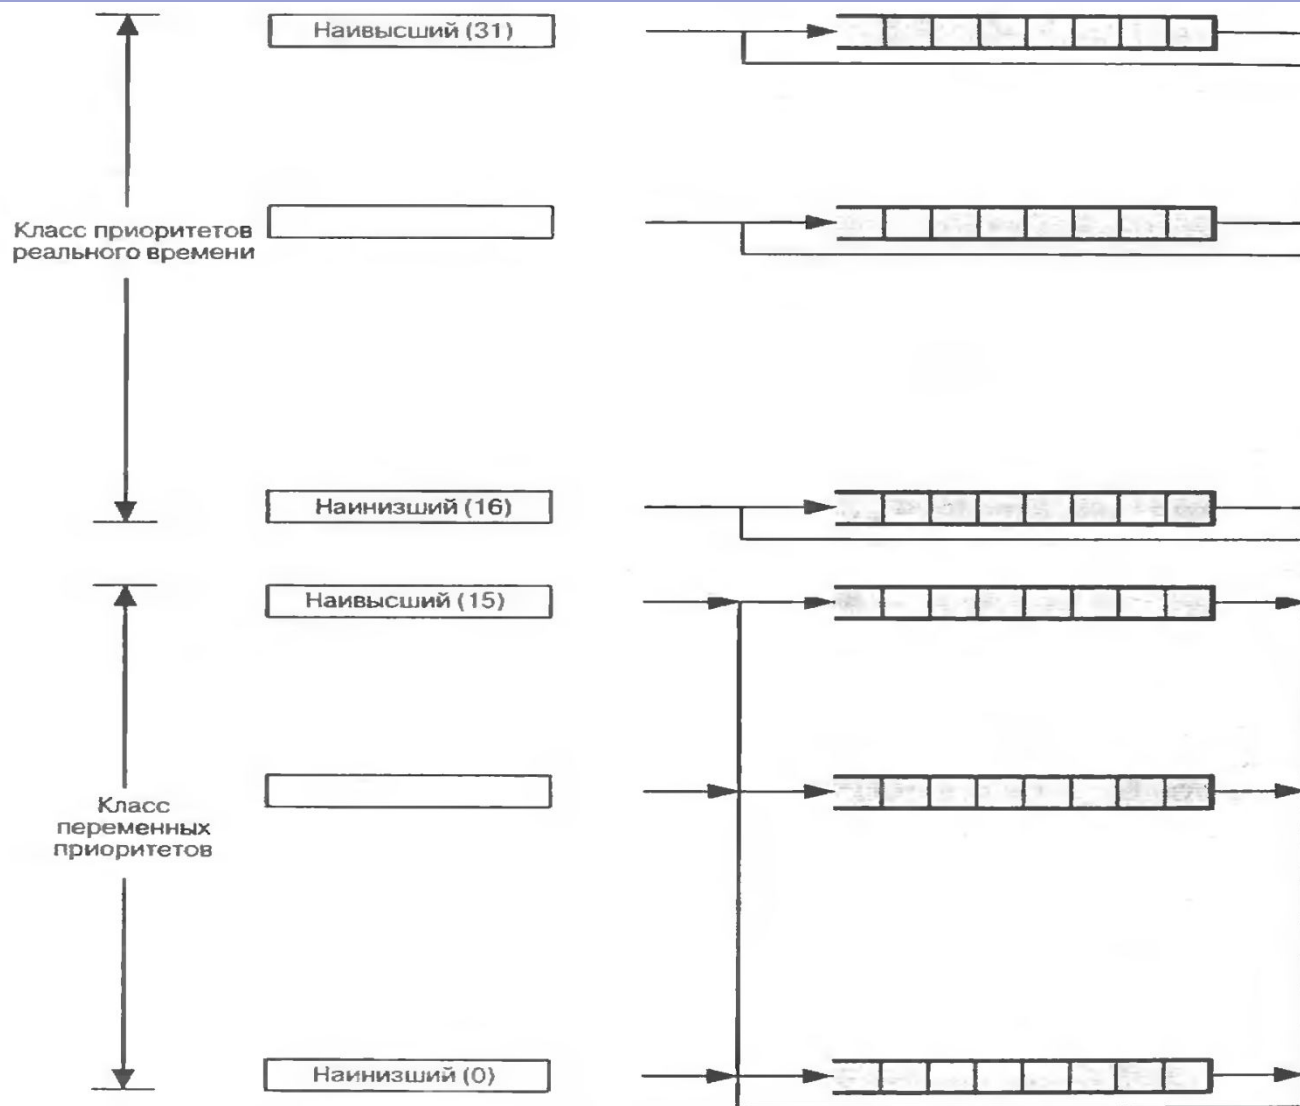 Наивысший (31)
Класс приоритетов
реального времени
Наинизший (16)
Наивысший (15)
Класс
переменных
приоритетов
Наинизший (0)